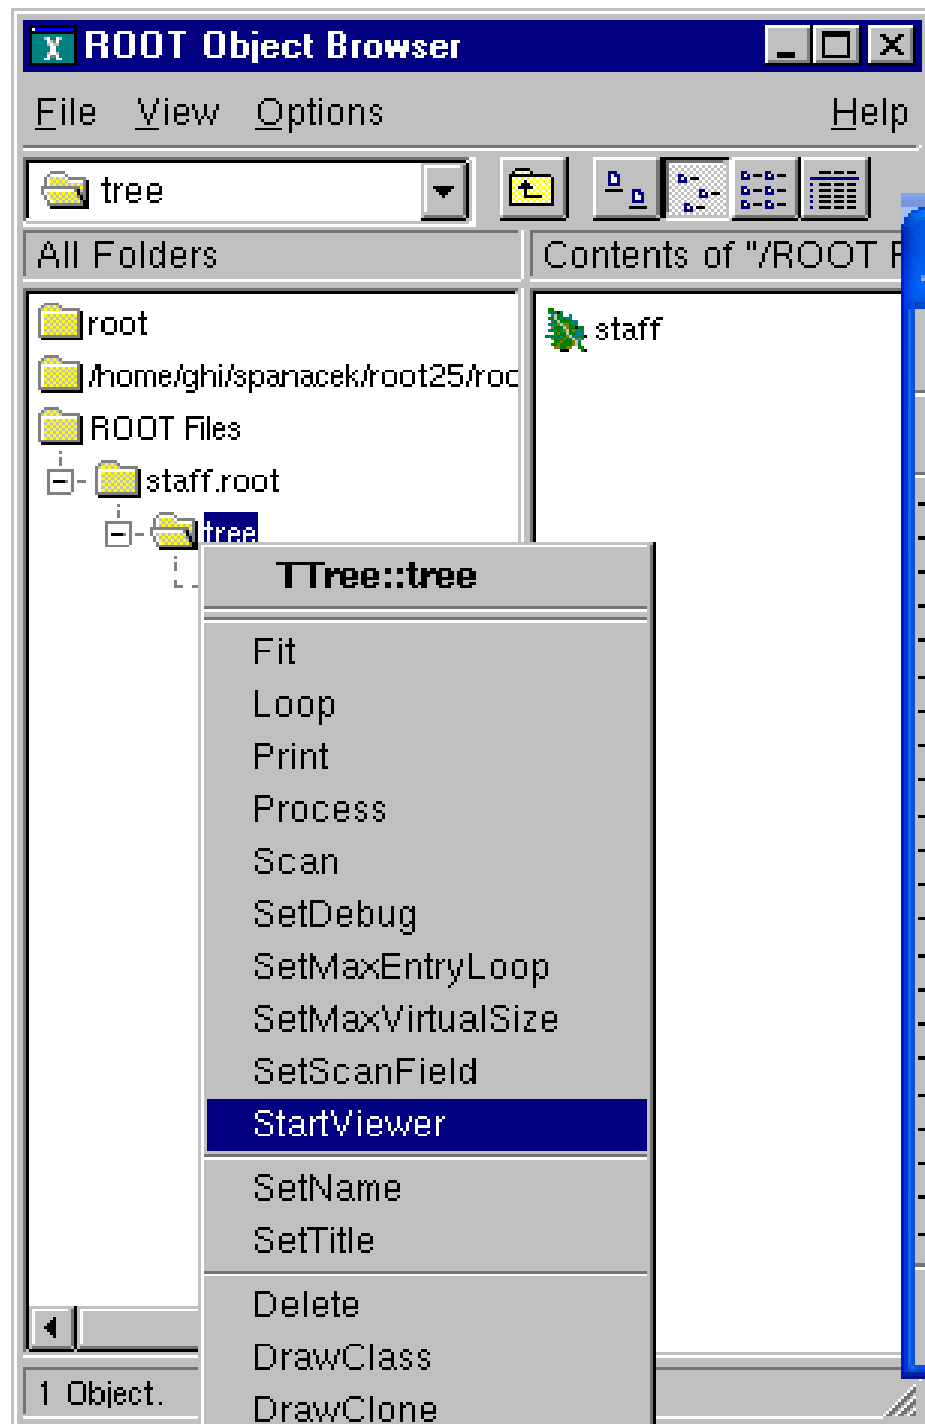 ROOT Object Browser
File View Options Help
tree
All Folders
Contents of "/ROOT
root
staff
/home/ghi/spanacek/root25/roo
ROOT Files
staff.root
tree
TTree::tree
Fit
Loop
Print
Process
Scan
SetDebug
SetMaxEntryLoop
SetMaxVirtualSize
SetScanField
StartViewer
SetName
SetTitle
Delete
DrawClass
DrawClone
1 Object.